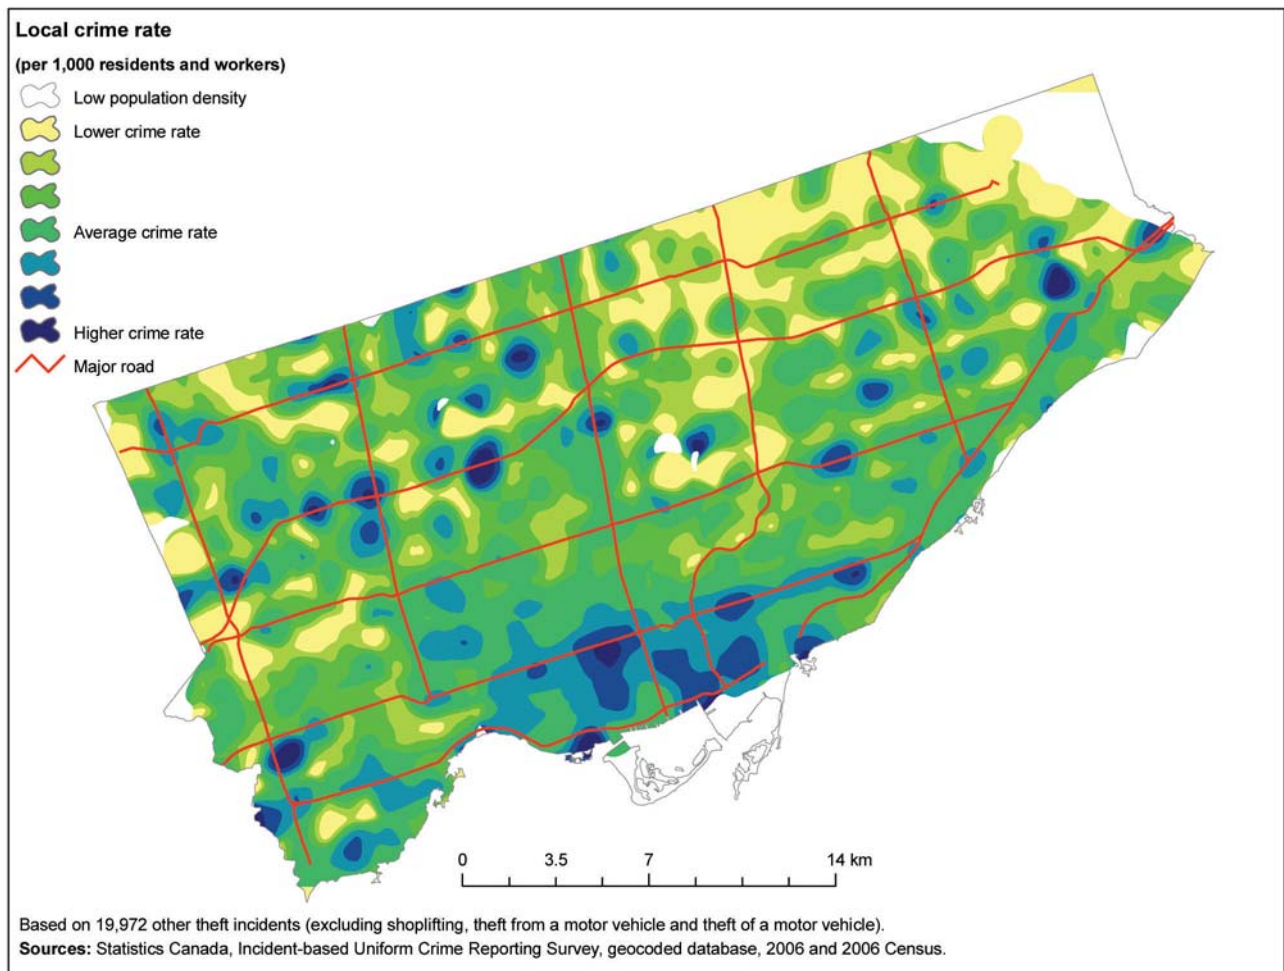 Local crime rate
(per 1,000 residents and workers)
Low population density
Lower crime rate
Average crime rate
Higher crime rate
Major road
0 3.5 7 14 km
Based on 19,972 other theft incidents (excluding shoplifting, theft from a motor vehicle and theft of a motor vehicle).
Sources: Statistics Canada, Incident-based Uniform Crime Reporting Survey, geocoded database, 2006 and 2006 Census.